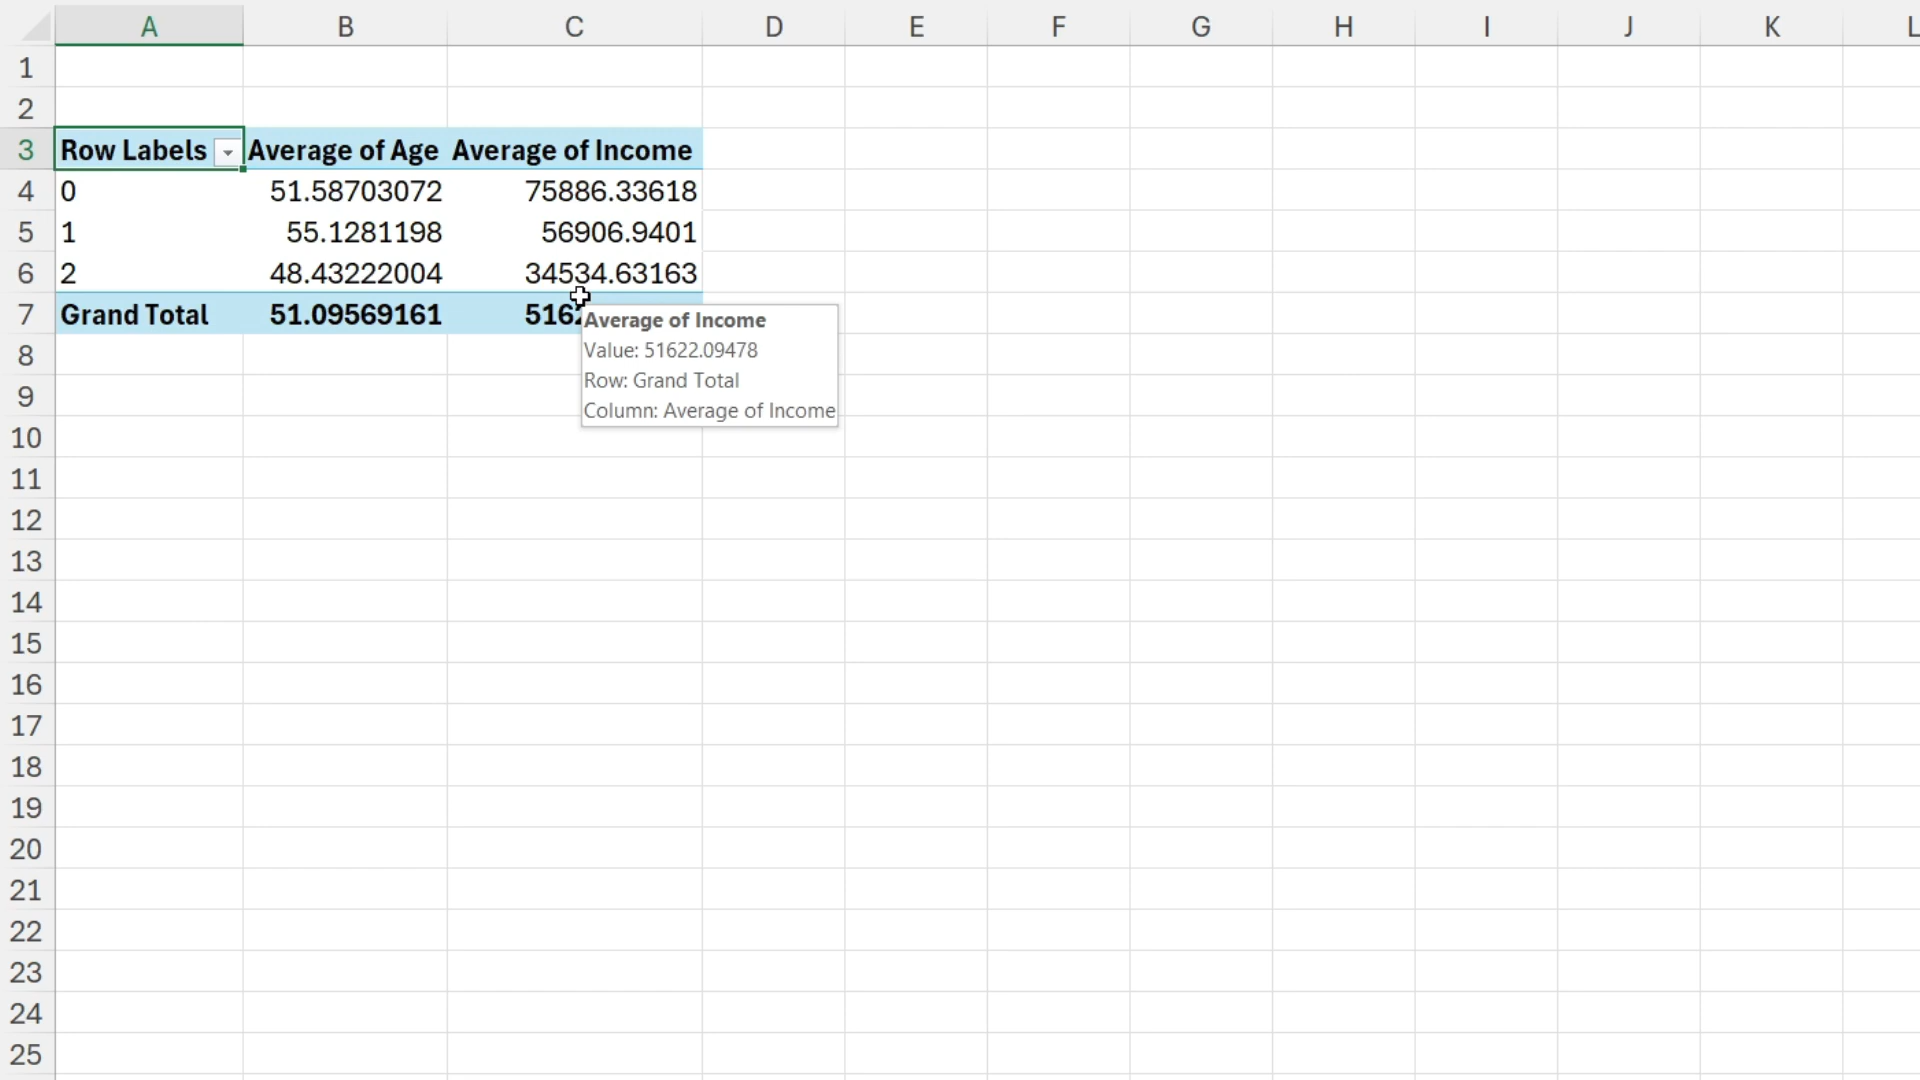 A B C D E F G H I J K L
1
2
3 Row Labels Average of Age Average of Income
4 0 51.58703072 75886.33618
5 1 55.1281198 56906.9401
6 2 48.43222004 34534.63163
7 Grand Total 51.09569161 5162
Average of Income
Value: 51622.09478
Row: Grand Total
Column: Average of Income
8
9
10
11
12
13
14
15
16
17
18
19
20
21
22
23
24
25